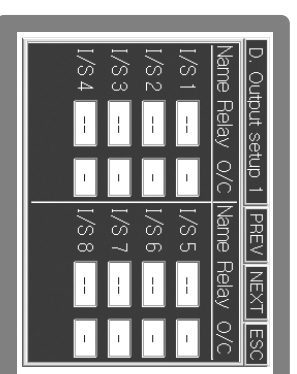 D. Output setup 1 PREV NEXT ESC
Name Relay O/C Name Relay O/C
I/S 1 -- - I/S 5 -- -
I/S 2 -- - I/S 6 -- -
I/S 3 -- - I/S 7 -- -
I/S 4 -- - I/S 8 -- -